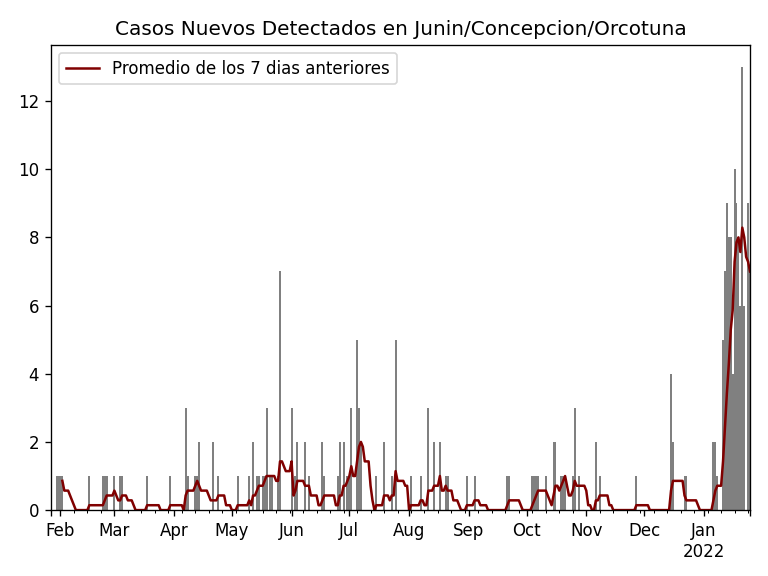 Casos Nuevos Detectados en Junin/Concepcion/Orcotuna
Promedio de los 7 dias anteriores
12
10
8
6
4
2
0
Feb Mar Apr May Jun Jul Aug Sep Oct Nov Dec Jan
2022